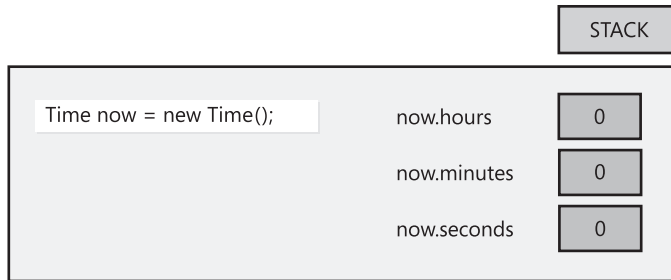 STACK
Time now = new Time();
now.hours 0
now.minutes 0
now.seconds 0